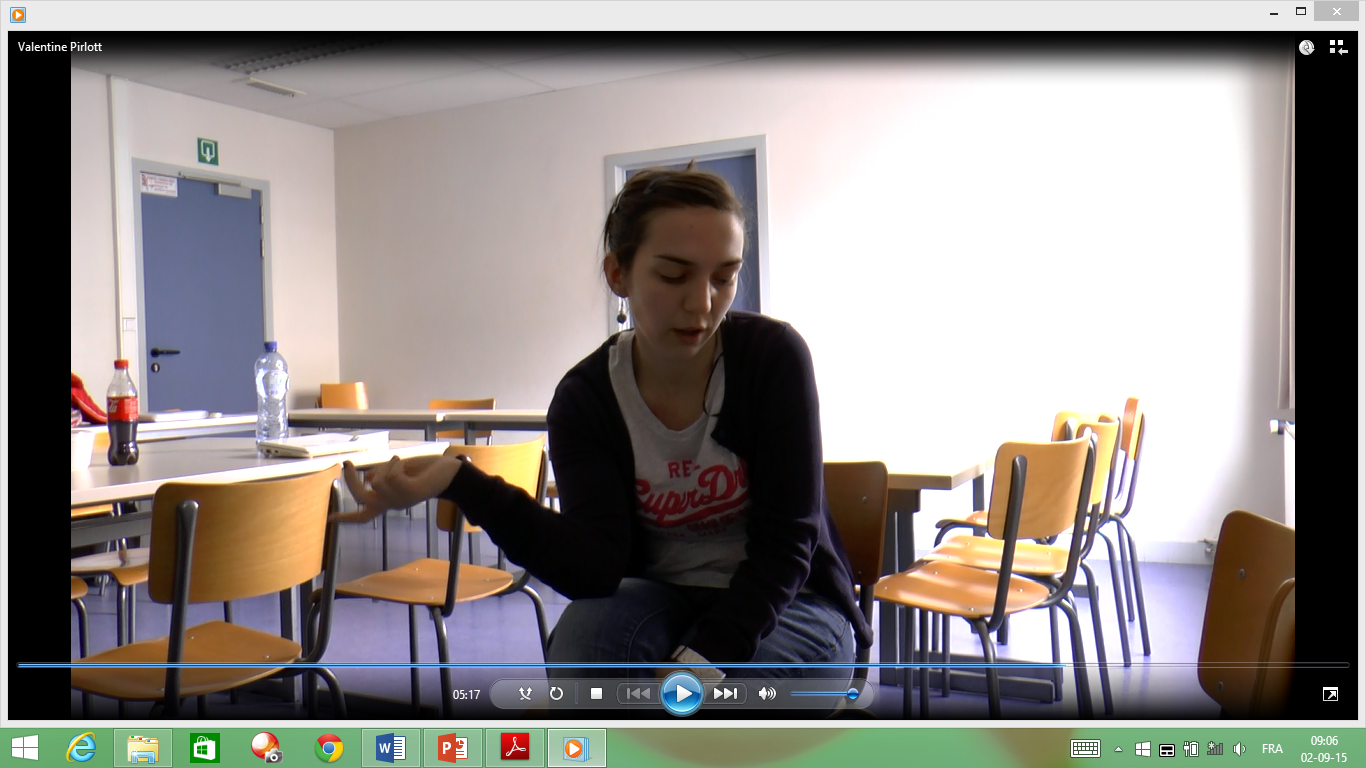 Valentine Pirlott
RE-
SuperDry
05:17
FRA
09:06
02-09-15